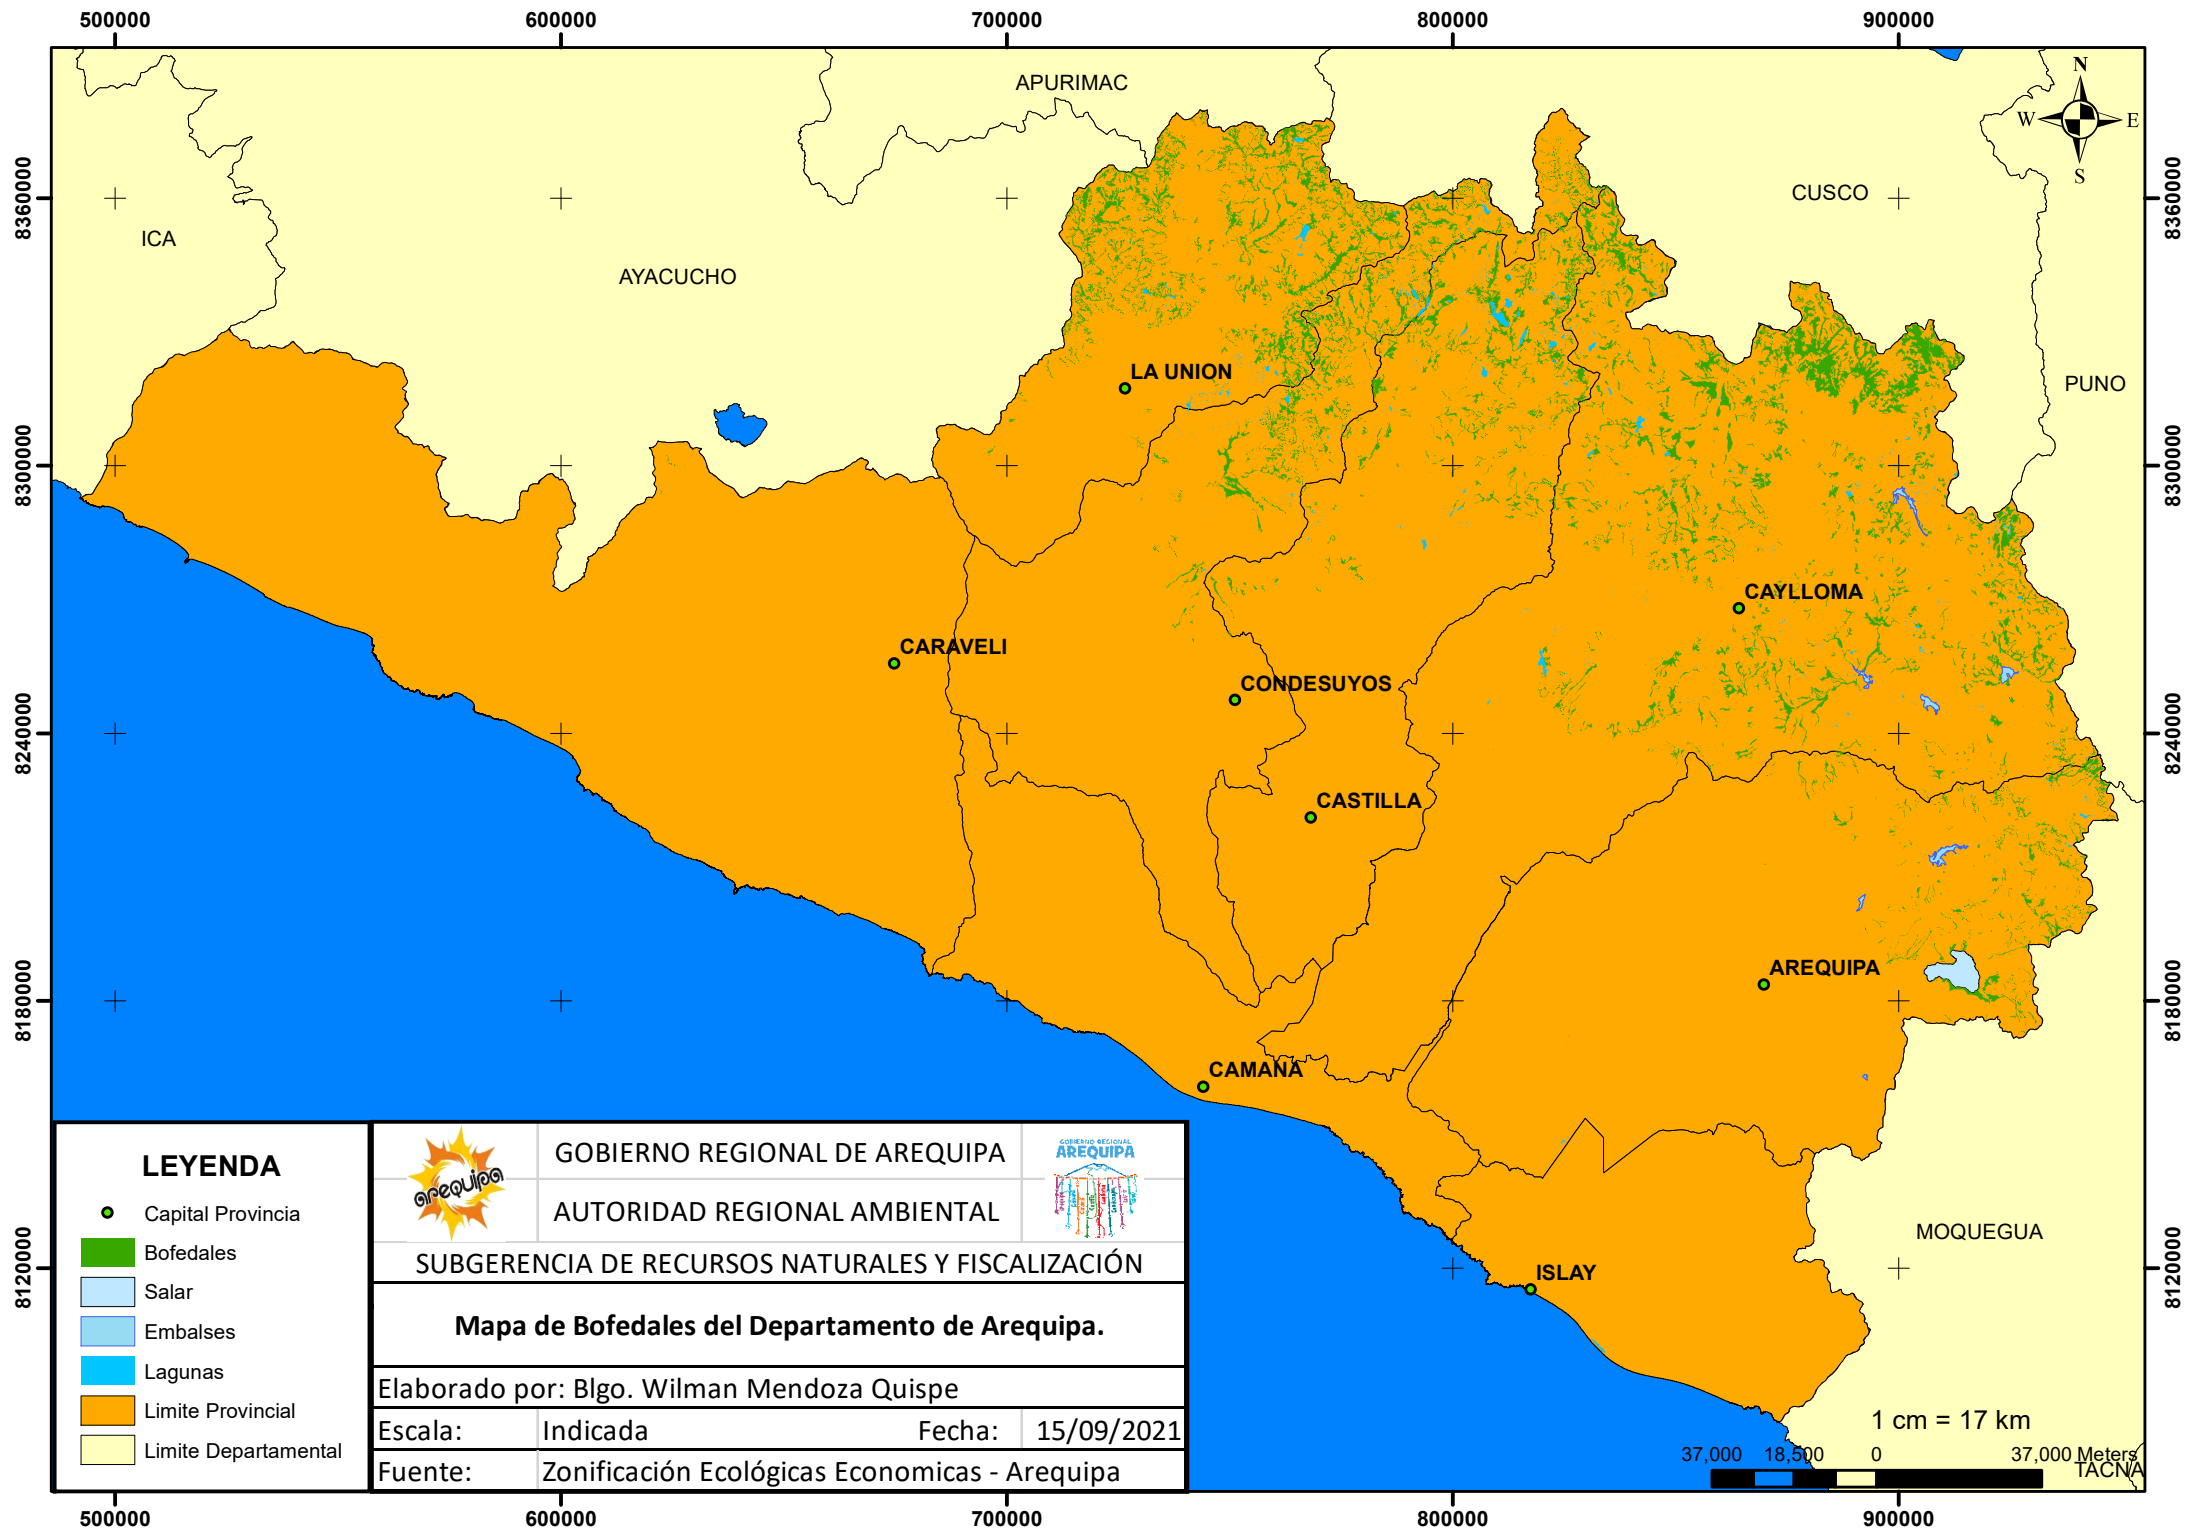 500000 600000 700000 800000 900000
APURIMAC
N
W E
S
8360000
8360000
CUSCO
ICA
AYACUCHO
LA UNION
PUNO
8300000
8300000
CAYLLOMA
CARAVELI
CONDESUYOS
8240000
8240000
CASTILLA
AREQUIPA
8180000
8180000
CAMANA
MOQUEGUA
8120000
8120000
ISLAY
LEYENDA
Capital Provincia
Bofedales
Salar
Embalses
Lagunas
Limite Provincial
Limite Departamental
arequipa
GOBIERNO REGIONAL DE AREQUIPA
GOBIERNO REGIONAL
AREQUIPA
AUTORIDAD REGIONAL AMBIENTAL
SUBGERENCIA DE RECURSOS NATURALES Y FISCALIZACIÓN
Mapa de Bofedales del Departamento de Arequipa.
Elaborado por: Blgo. Wilman Mendoza Quispe
Escala: Indicada Fecha: 15/09/2021
Fuente: Zonificación Ecológicas Economicas - Arequipa
1 cm = 17 km
37,000 18,500 0 37,000 Meters
TACNA
500000 600000 700000 800000 900000